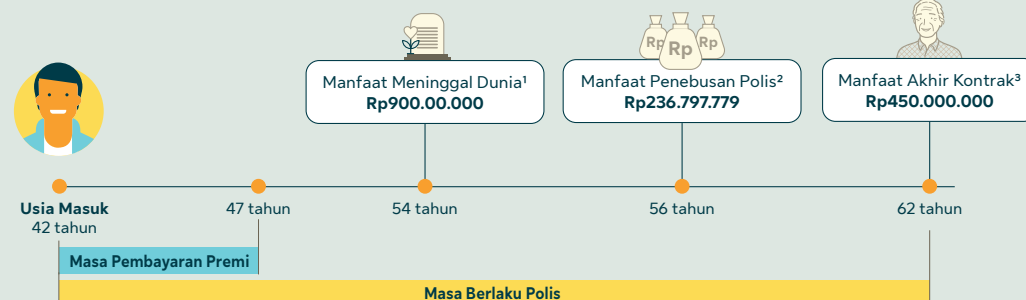 Rp Rp Rp
Manfaat Meninggal Dunia¹
Rp900.00.000
Manfaat Penebusan Polis²
Rp236.797.779
Manfaat Akhir Kontrak³
Rp450.000.000
Usia Masuk
42 tahun
47 tahun
54 tahun
56 tahun
62 tahun
Masa Pembayaran Premi
Masa Berlaku Polis